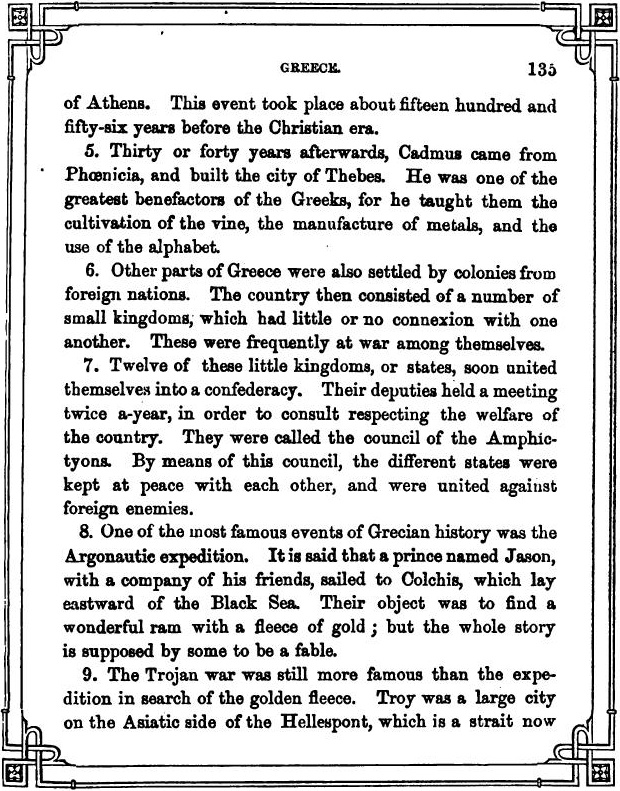 GREECE.
135
of Athens. This event took place about fifteen hundred and
fifty-six years before the Christian era.
5. Thirty or forty years afterwards, Cadmus came from
Phœnicia, and built the city of Thebes. He was one of the
greatest benefactors of the Greeks, for he taught them the
cultivation of the vine, the manufacture of metals, and the
use of the alphabet.
6. Other parts of Greece were also settled by colonies from
foreign nations. The country then consisted of a number of
small kingdoms, which had little or no connexion with one
another. These were frequently at war among themselves.
7. Twelve of these little kingdoms, or states, soon united
themselves into a confederacy. Their deputies held a meeting
twice a-year, in order to consult respecting the welfare of
the country. They were called the council of the Amphic-
tyons. By means of this council, the different states were
kept at peace with each other, and were united against
foreign enemies.
8. One of the most famous events of Grecian history was the
Argonautic expedition. It is said that a prince named Jason,
with a company of his friends, sailed to Colchis, which lay
eastward of the Black Sea. Their object was to find a
wonderful ram with a fleece of gold; but the whole story
is supposed by some to be a fable.
9. The Trojan war was still more famous than the expe-
dition in search of the golden fleece. Troy was a large city
on the Asiatic side of the Hellespont, which is a strait now